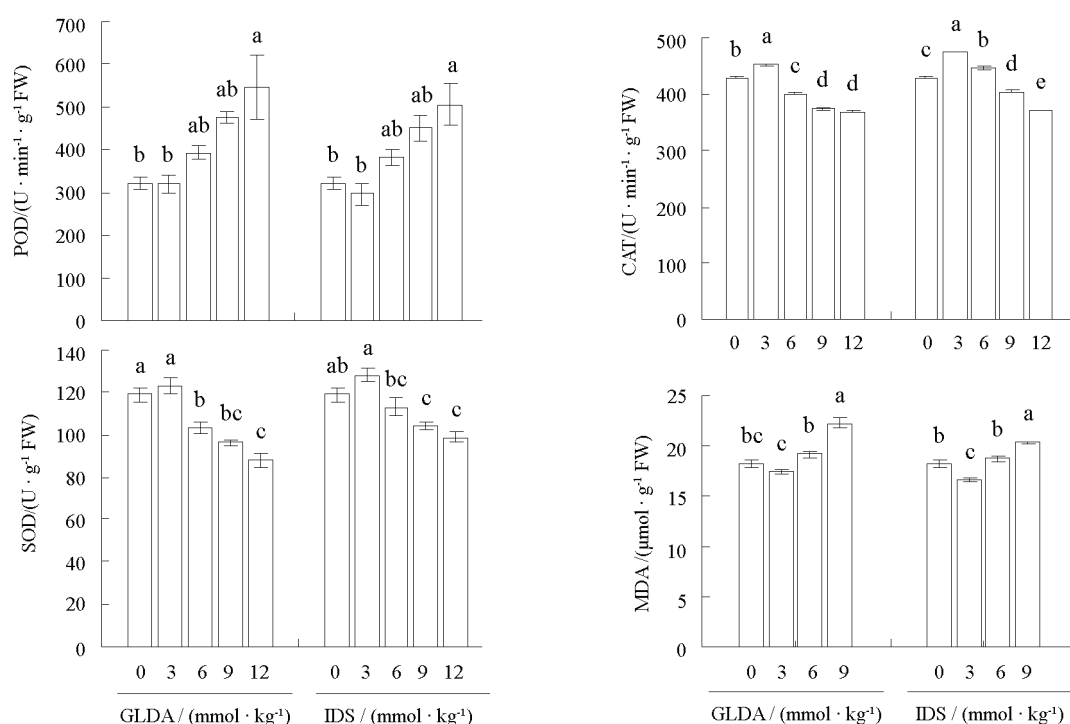 POD/(U · min⁻¹ · g⁻¹ FW)
700
600
500
400
300
200
100
0
b b ab ab a
b b ab ab a
SOD/(U · g⁻¹ FW)
140
120
100
80
60
40
20
0
a a b bc c
ab a bc c c
0 3 6 9 12 0 3 6 9 12
GLDA / (mmol · kg⁻¹) IDS / (mmol · kg⁻¹)
CAT/(U · min⁻¹ · g⁻¹ FW)
500
400
300
200
100
0
b a c d d
c a b d e
0 3 6 9 12 0 3 6 9 12
MDA /(μmol · g⁻¹ FW)
25
20
15
10
5
0
bc c b a
b c b a
0 3 6 9 0 3 6 9
GLDA / (mmol · kg⁻¹) IDS / (mmol · kg⁻¹)